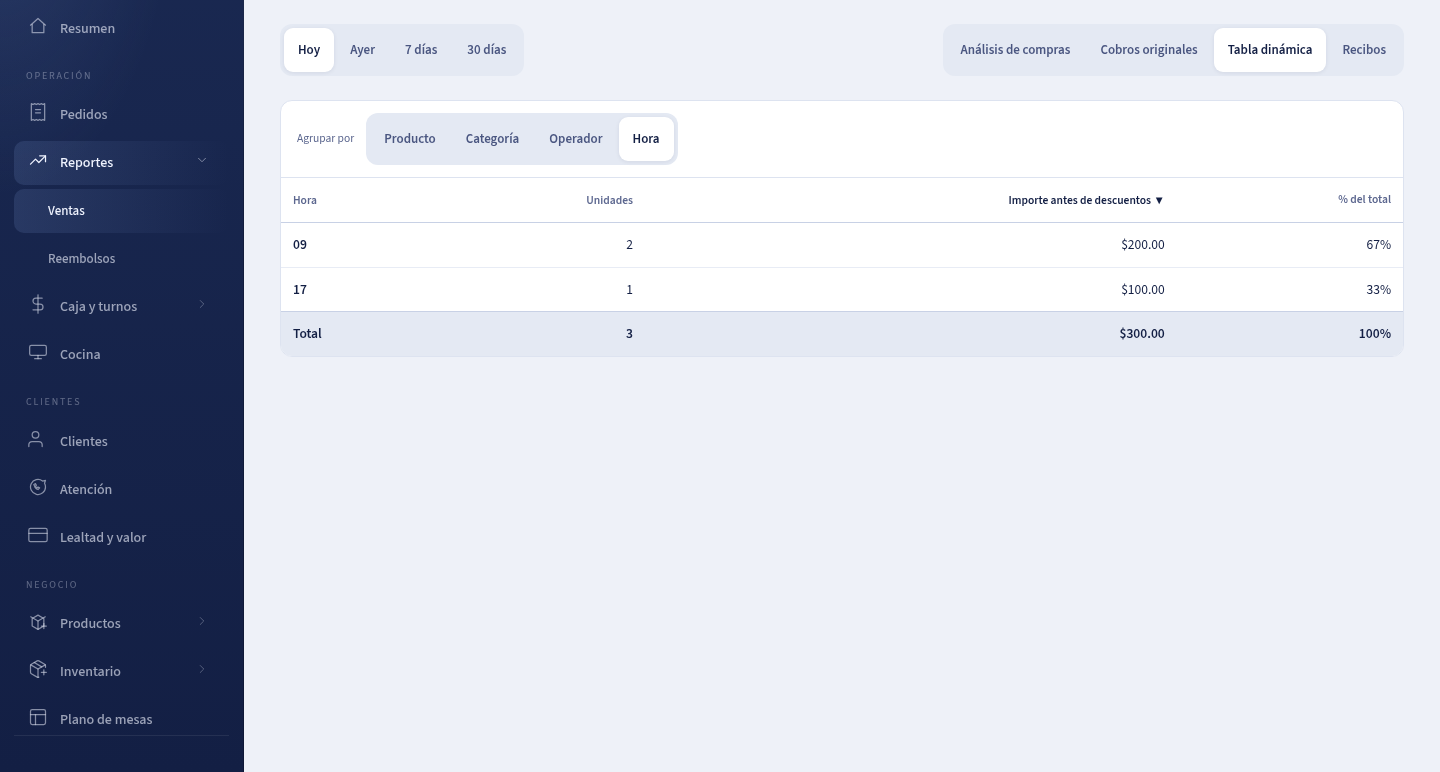 Resumen
OPERACIÓN
Pedidos
Reportes
Ventas
Reembolsos
Caja y turnos
Cocina
CLIENTES
Clientes
Atención
Lealtad y valor
NEGOCIO
Productos
Inventario
Plano de mesas
Hoy Ayer 7 días 30 días
Análisis de compras Cobros originales Tabla dinámica Recibos
Agrupar por Producto Categoría Operador Hora
Hora Unidades Importe antes de descuentos ▼ % del total
09 2 $200.00 67%
17 1 $100.00 33%
Total 3 $300.00 100%